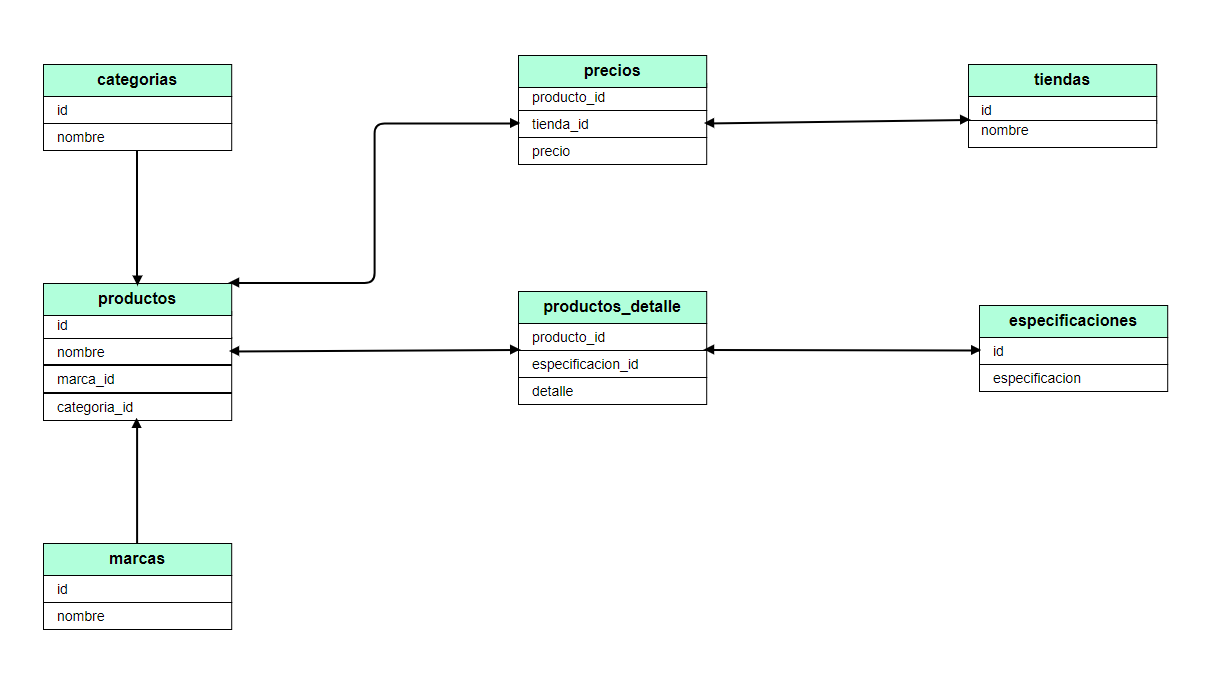 categorias
id
nombre
precios
producto_id
tienda_id
precio
tiendas
id
nombre
productos
id
nombre
marca_id
categoria_id
productos_detalle
producto_id
especificacion_id
detalle
especificaciones
id
especificacion
marcas
id
nombre